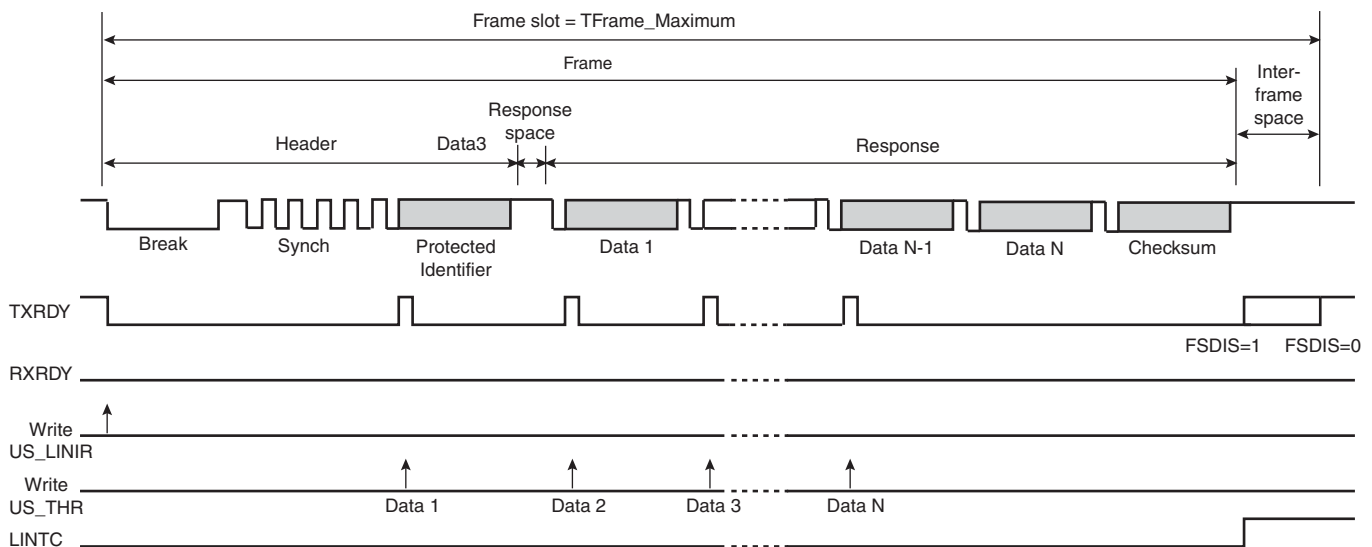 Frame slot = TFrame_Maximum
Frame
Inter-
frame
space
Response
space
Header
Data3
Response
Break
Synch
Protected
Identifier
Data 1
Data N-1
Data N
Checksum
TXRDY
FSDIS=1
FSDIS=0
RXRDY
Write
US_LINIR
Write
US_THR
Data 1
Data 2
Data 3
Data N
LINTC